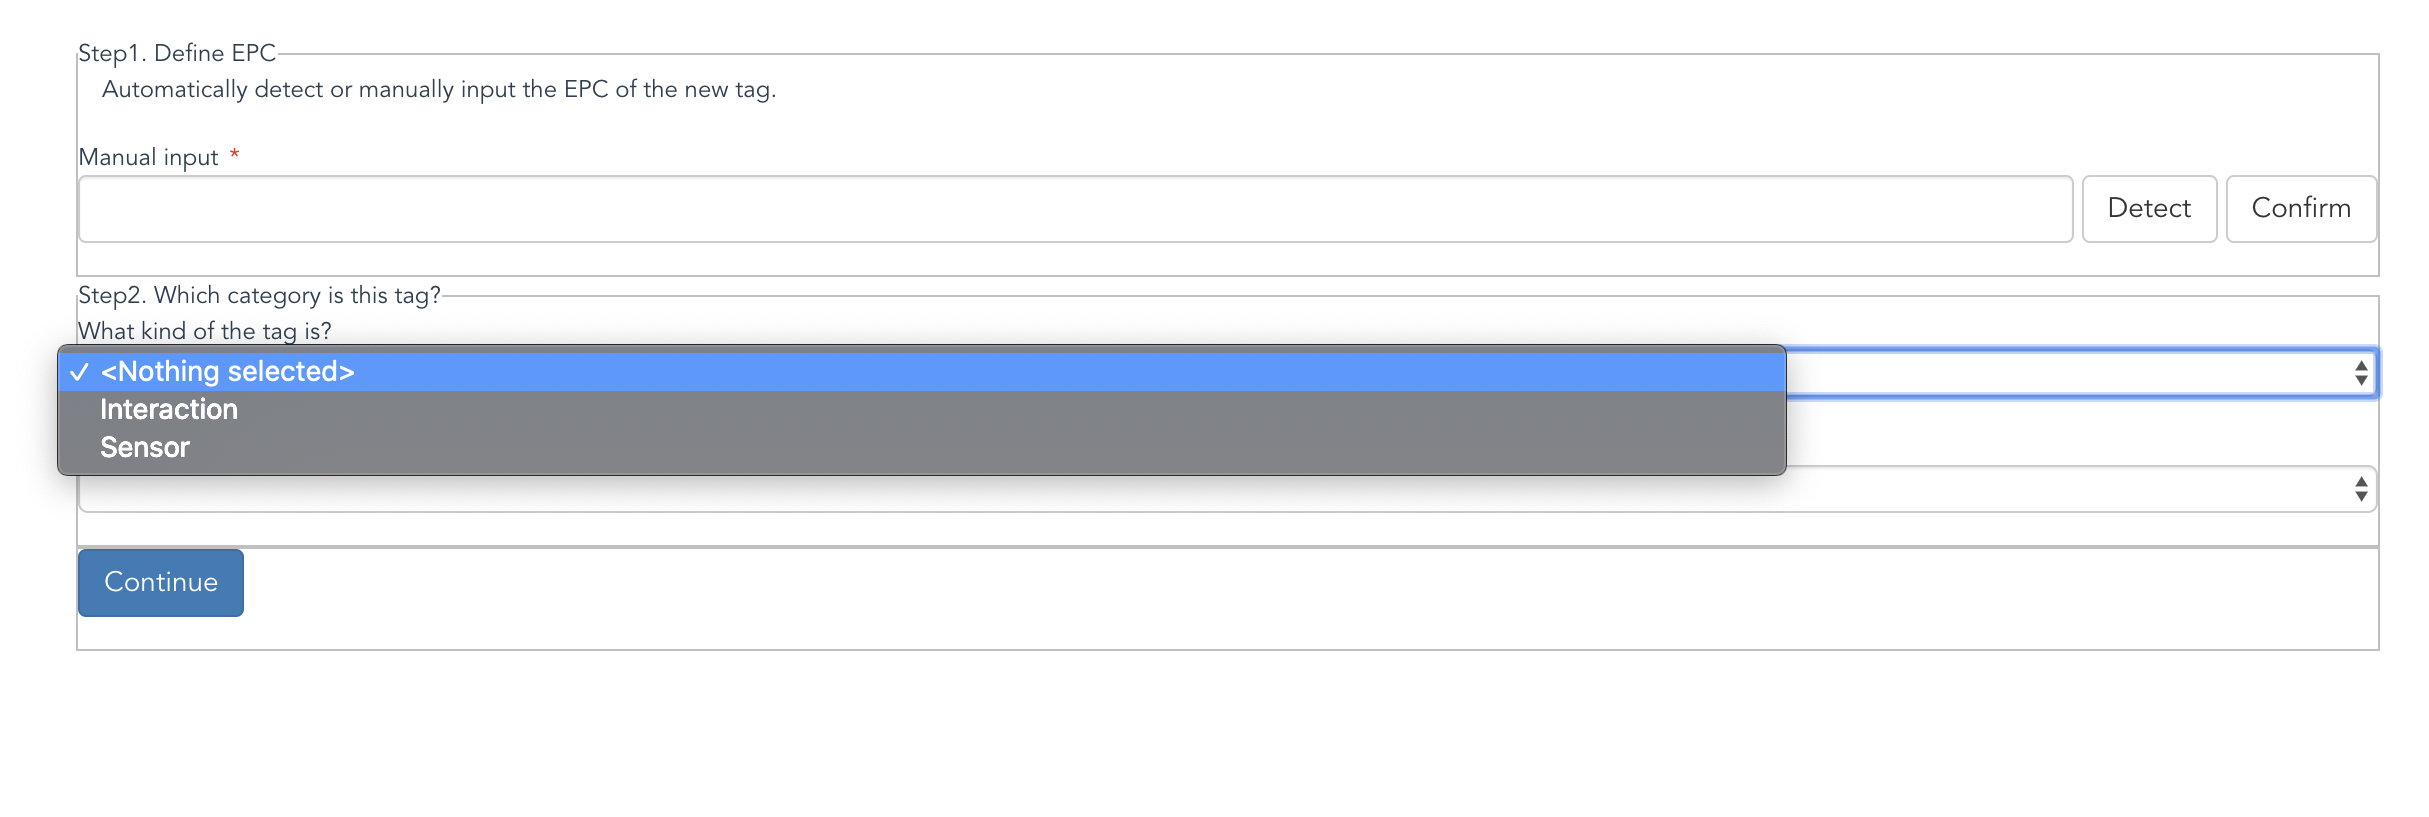 Step1. Define EPC
Automatically detect or manually input the EPC of the new tag.
Manual input *
Detect
Confirm
Step2. Which category is this tag?
What kind of the tag is?
✓ <Nothing selected>
Interaction
Sensor
Continue